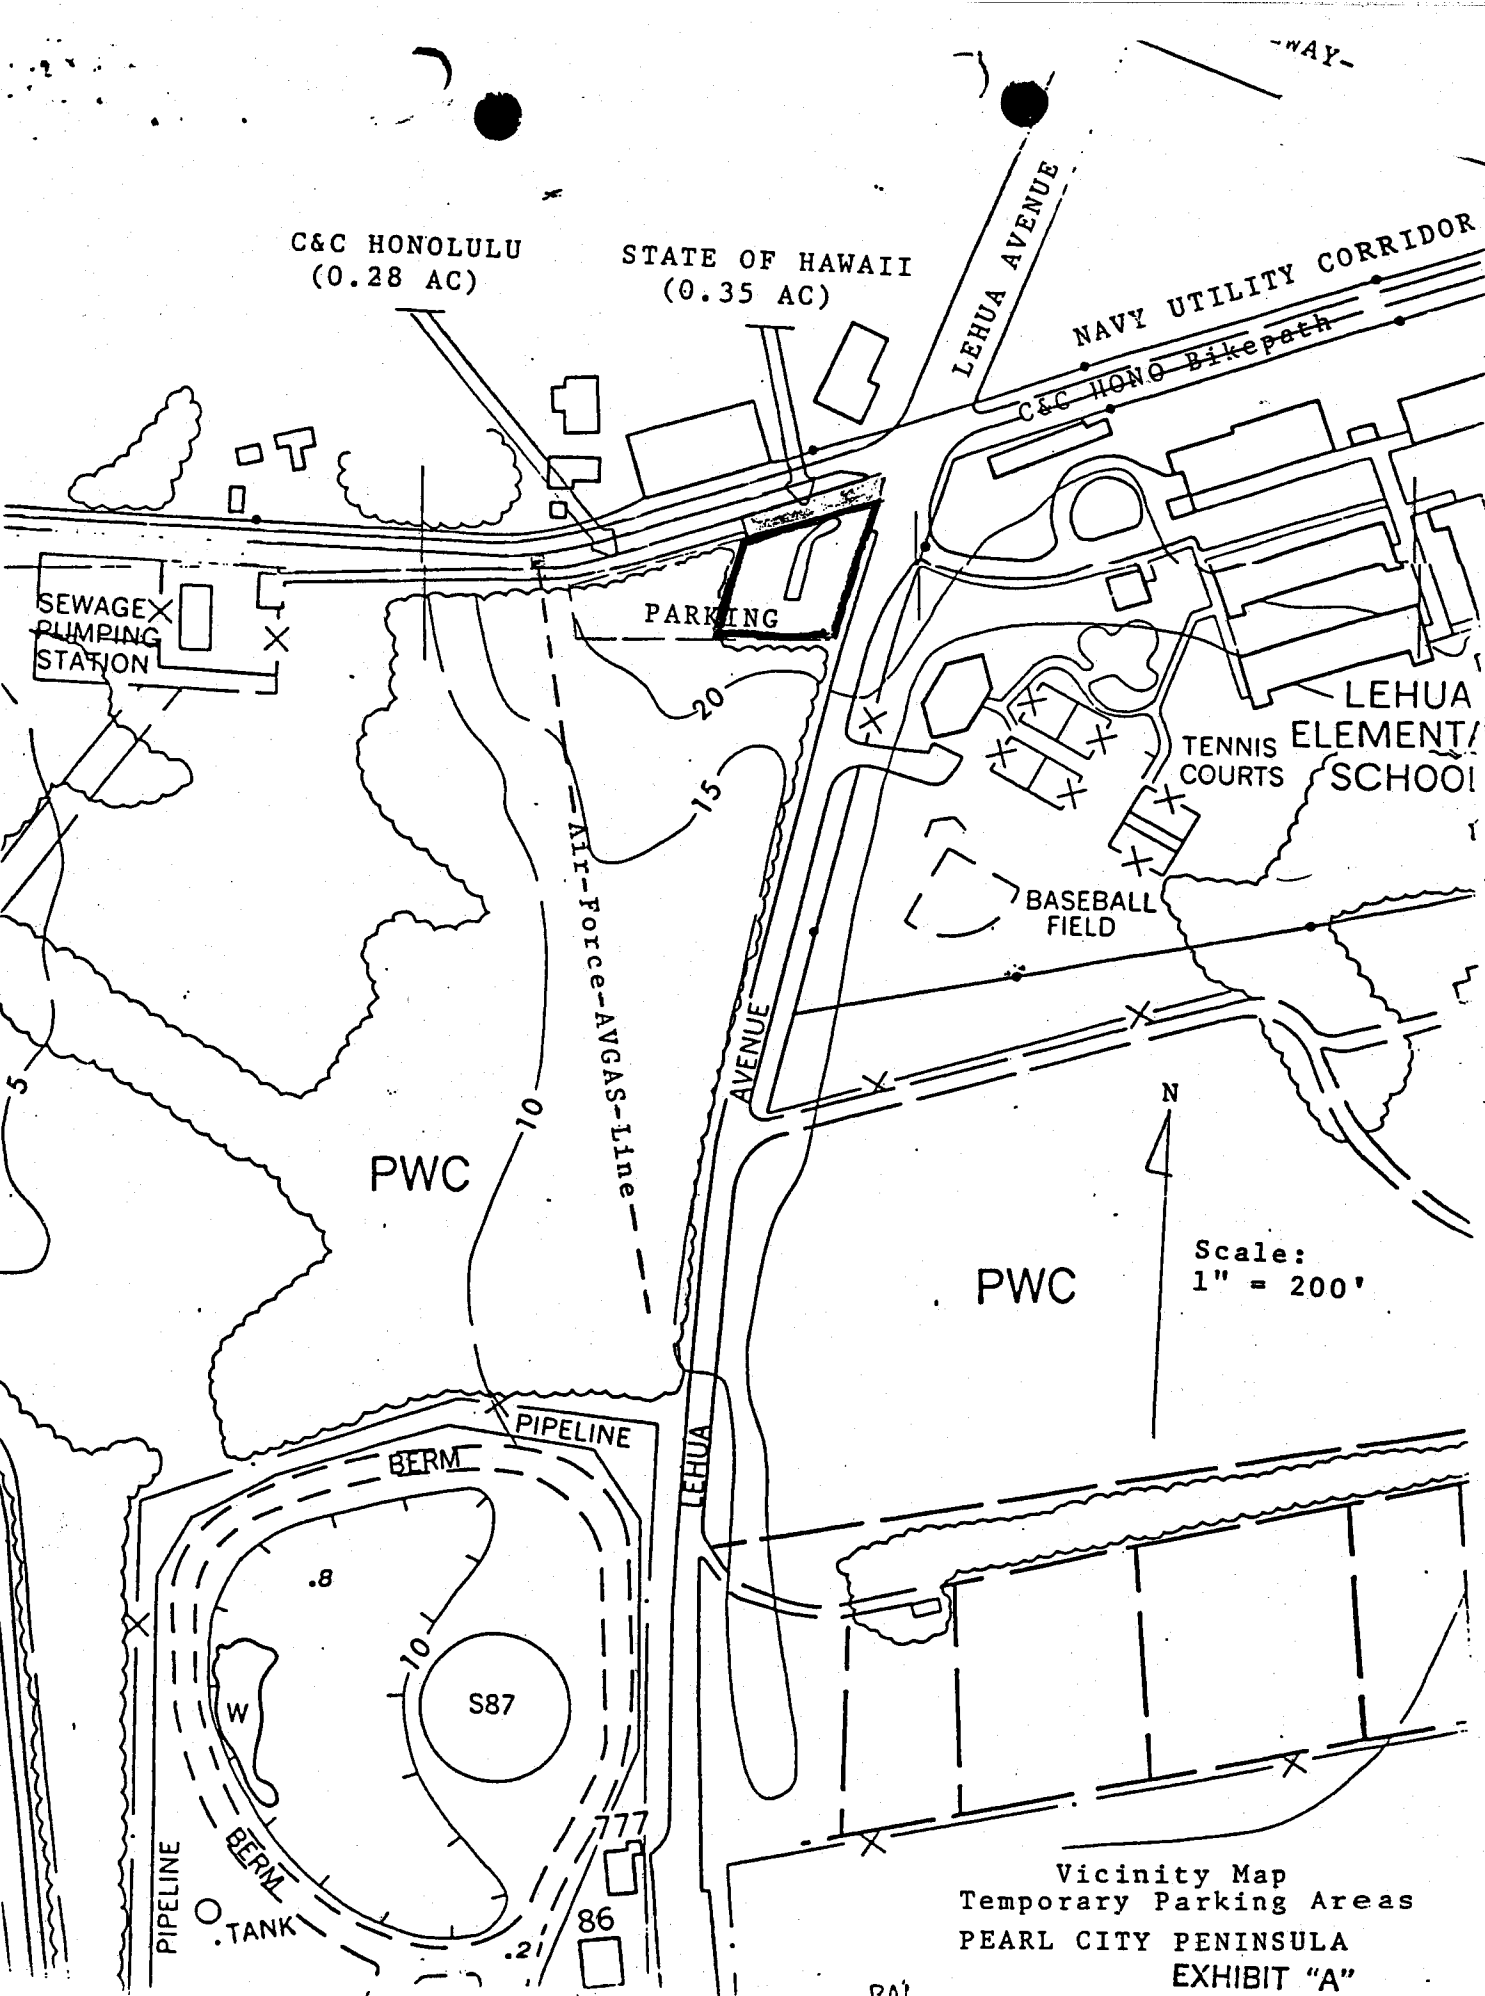 -WAY-
C&C HONOLULU
(0.28 AC)
STATE OF HAWAII
(0.35 AC)
LEHUA AVENUE
NAVY UTILITY CORRIDOR
C&C HONO Bikepath
SEWAGE
PUMPING
STATION
PARKING
20
15
LEHUA
ELEMENTA
SCHOOL
TENNIS
COURTS
BASEBALL
FIELD
Air-Force-AVGAS-Line
AVENUE
5
10
PWC
N
PWC
Scale:
1" = 200'
PIPELINE
BERM
LEHUA
.8
10
W
S87
777
BERM
PIPELINE
TANK
86
.2
Vicinity Map
Temporary Parking Areas
PEARL CITY PENINSULA
EXHIBIT "A"